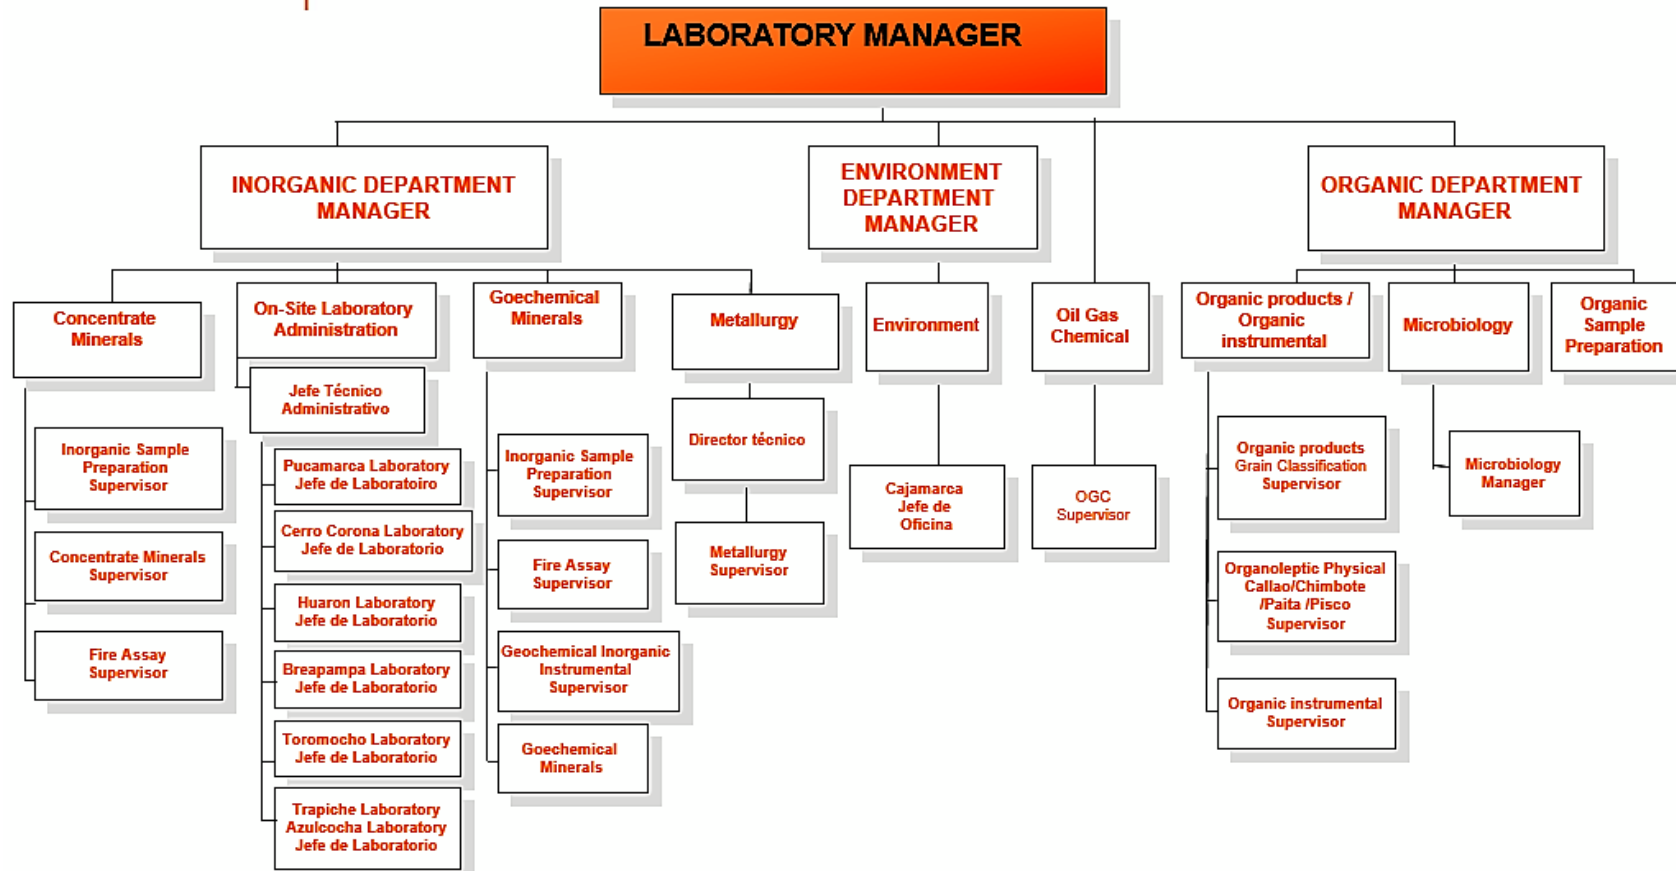 LABORATORY MANAGER
INORGANIC DEPARTMENT
MANAGER
ENVIRONMENT
DEPARTMENT
MANAGER
ORGANIC DEPARTMENT
MANAGER
Concentrate
Minerals
On-Site Laboratory
Administration
Goechemical
Minerals
Metallurgy
Environment
Oil Gas
Chemical
Organic products /
Organic
instrumental
Microbiology
Organic
Sample
Preparation
Inorganic Sample
Preparation
Supervisor
Concentrate Minerals
Supervisor
Fire Assay
Supervisor
Jefe Técnico
Administrativo
Pucamarca Laboratory
Jefe de Laboratoiro
Cerro Corona Laboratory
Jefe de Laboratorio
Huaron Laboratory
Jefe de Laboratorio
Breapampa Laboratory
Jefe de Laboratorio
Toromocho Laboratory
Jefe de Laboratorio
Trapiche Laboratory
Azulcocha Laboratory
Jefe de Laboratorio
Inorganic Sample
Preparation
Supervisor
Fire Assay
Supervisor
Geochemical Inorganic
Instrumental
Supervisor
Goechemical
Minerals
Director técnico
Metallurgy
Supervisor
Cajamarca
Jefe de
Oficina
OGC
Supervisor
Organic products
Grain Classification
Supervisor
Organoleptic Physical
Callao/Chimbote
/Paita /Pisco
Supervisor
Organic instrumental
Supervisor
Microbiology
Manager